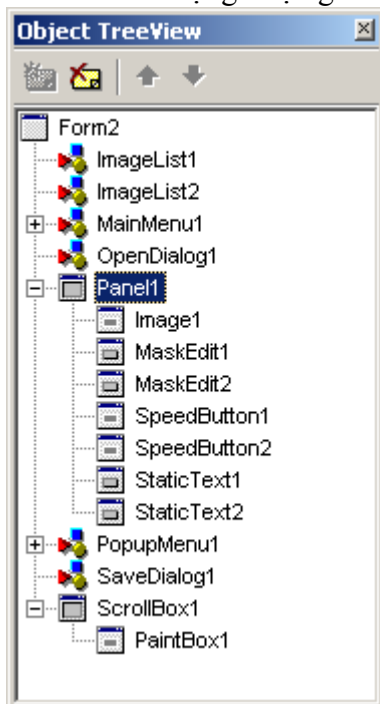 Object TreeView
Form2
ImageList1
ImageList2
MainMenu1
OpenDialog1
Panel1
Image1
MaskEdit1
MaskEdit2
SpeedButton1
SpeedButton2
StaticText1
StaticText2
PopupMenu1
SaveDialog1
ScrollBox1
PaintBox1